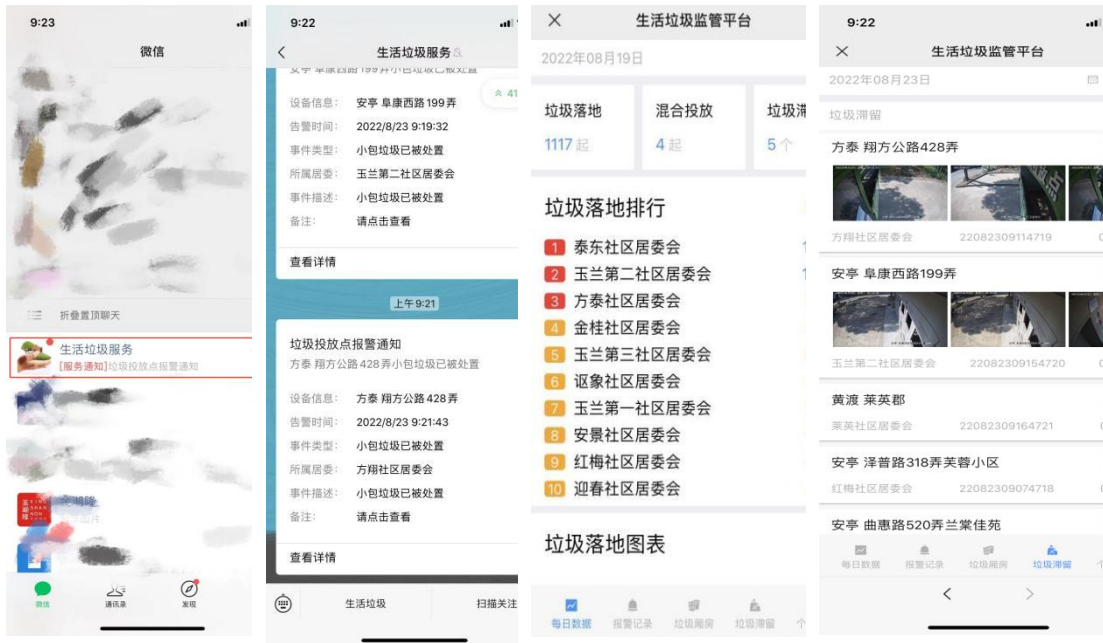 9:23
微信
折叠置顶聊天
生活垃圾服务
[服务通知]垃圾投放点报警通知
微信
通讯录
发现
9:22
生活垃圾服务
安亭 阜康西路199弄小包垃圾已被处置
41
设备信息: 安亭 阜康西路199弄
告警时间: 2022/8/23 9:19:32
事件类型: 小包垃圾已被处置
所属居委: 玉兰第二社区居委会
事件描述: 小包垃圾已被处置
备注: 请点击查看
查看详情
上午9:21
垃圾投放点报警通知
方泰 翔方公路428弄小包垃圾已被处置
设备信息: 方泰 翔方公路428弄
告警时间: 2022/8/23 9:21:43
事件类型: 小包垃圾已被处置
所属居委: 方翔社区居委会
事件描述: 小包垃圾已被处置
备注: 请点击查看
查看详情
生活垃圾
扫描关注
生活垃圾监管平台
2022年08月19日
垃圾落地 混合投放 垃圾滞
1117起 4起 5个
垃圾落地排行
1 泰东社区居委会
2 玉兰第二社区居委会
3 方泰社区居委会
4 金桂社区居委会
5 玉兰第三社区居委会
6 讴象社区居委会
7 玉兰第一社区居委会
8 安景社区居委会
9 红梅社区居委会
10 迎春社区居委会
垃圾落地图表
每日数据 报警记录 垃圾厢房 垃圾滞留
9:22
生活垃圾监管平台
2022年08月23日
垃圾滞留
方泰 翔方公路428弄
方翔社区居委会 22082309114719
安亭 阜康西路199弄
玉兰第二社区居委会 22082309154720
黄渡 莱英郡
莱英社区居委会 22082309164721
安亭 泽普路318弄芙蓉小区
红梅社区居委会 22082309074718
安亭 曲惠路520弄兰棠佳苑
每日数据 报警记录 垃圾厢房 垃圾滞留